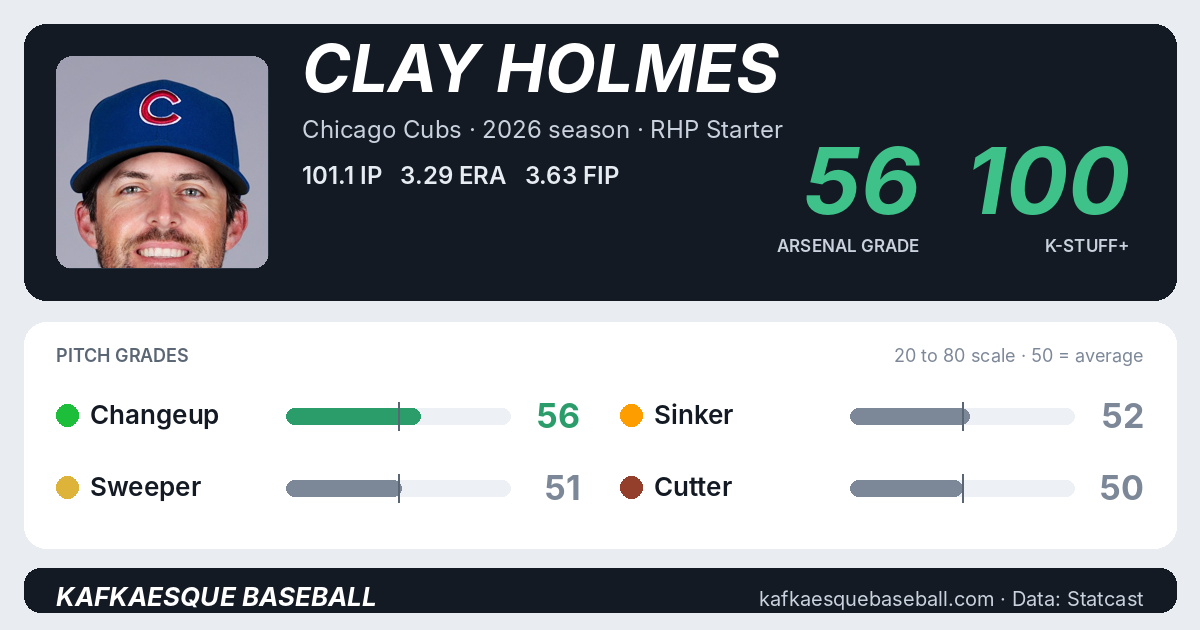 CLAY HOLMES
Chicago Cubs · 2026 season · RHP Starter
101.1 IP 3.29 ERA 3.63 FIP
56 100
ARSENAL GRADE K-STUFF+
C
PITCH GRADES 20 to 80 scale · 50 = average
Changeup 56 Sinker 52
Sweeper 51 Cutter 50
KAFKAESQUE BASEBALL kafkaesquebaseball.com · Data: Statcast